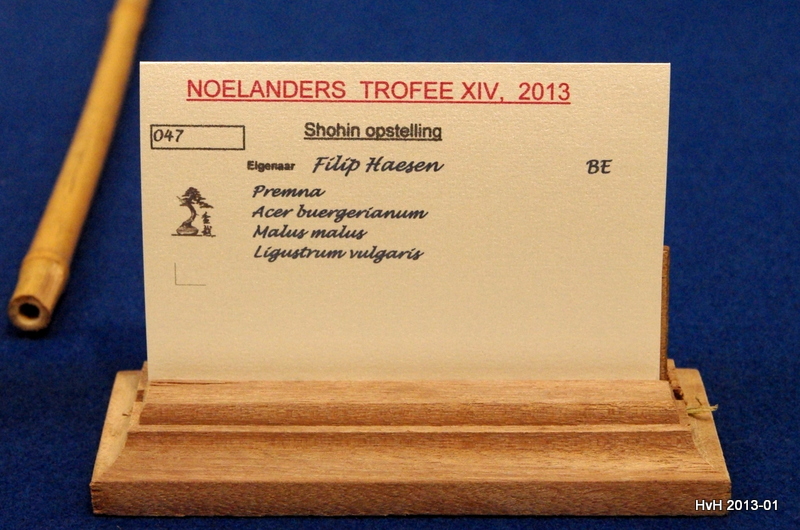 NOELANDERS TROFEE XIV, 2013
047
Shohin opstelling
Eigenaar Filip Haesen BE
Premna
Acer buergerianum
Malus malus
Ligustrum vulgaris
HvH 2013-01